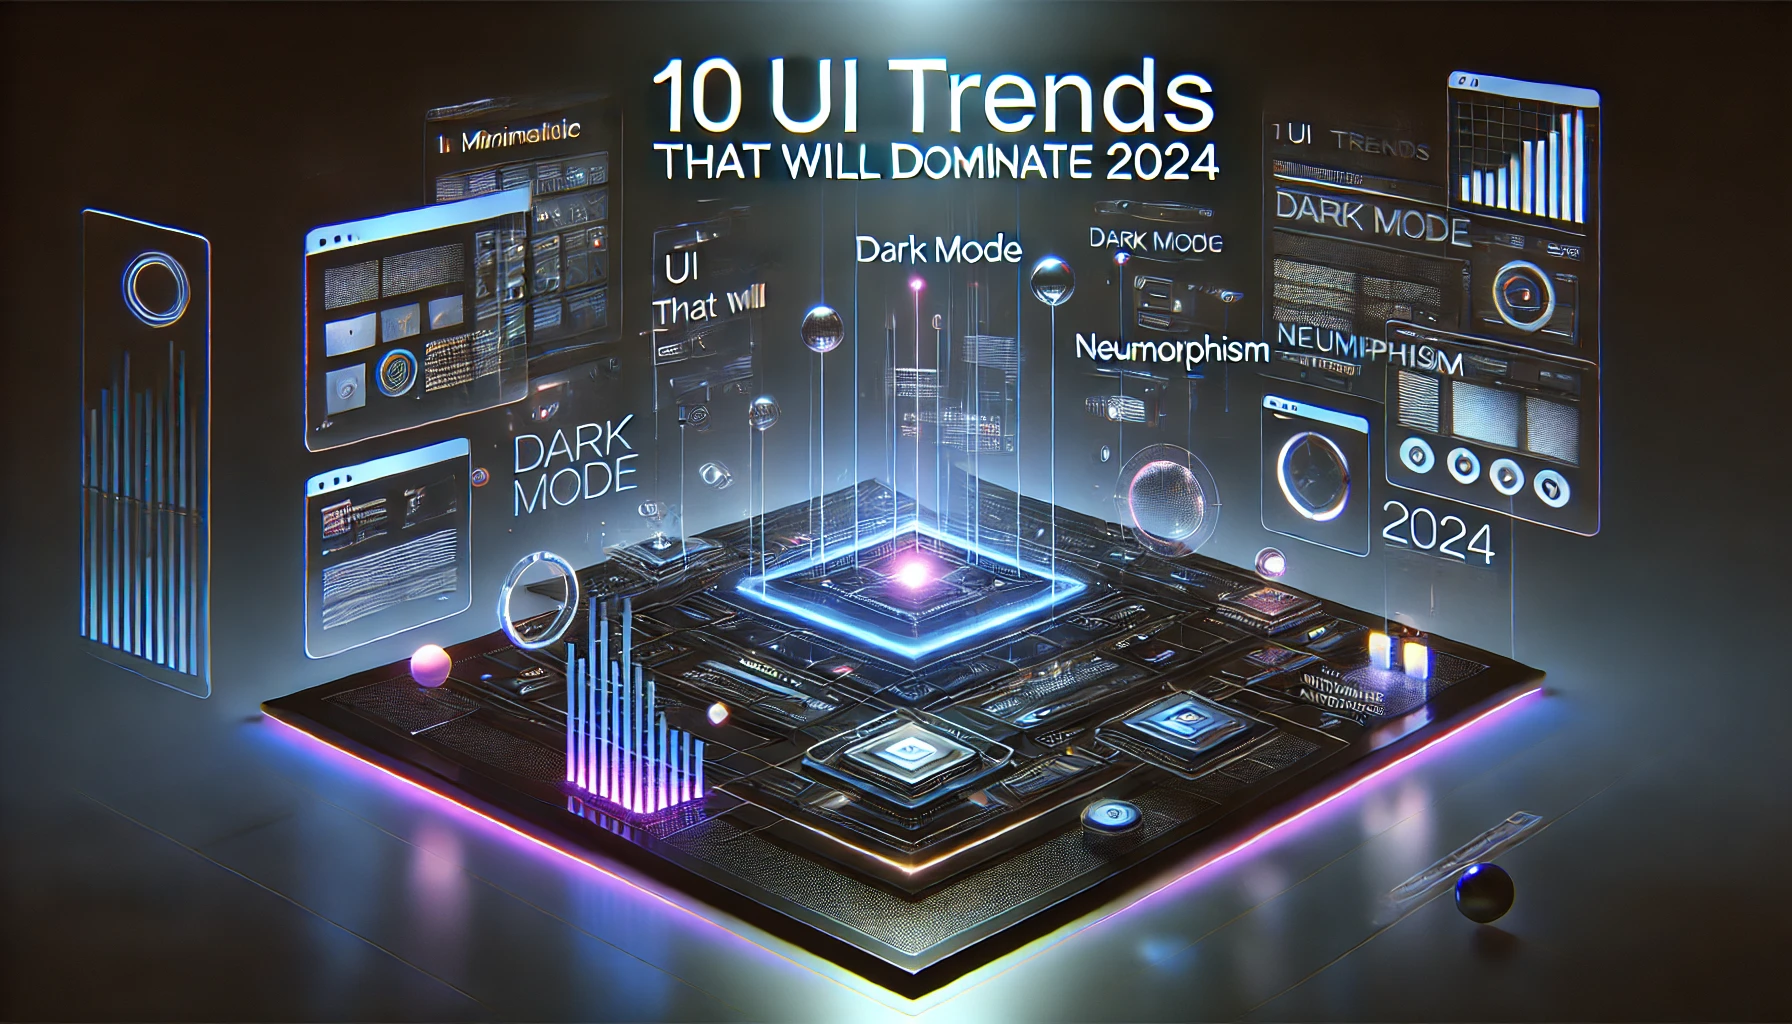 10 UI Trends
THAT WILL DOMINATE 2024
1 UI TRENDS
DARK MODE
Dark Mode
DARK MODE
UI
That will
Neumorphism
NEUMIPHISM
DARK
MODE
2024